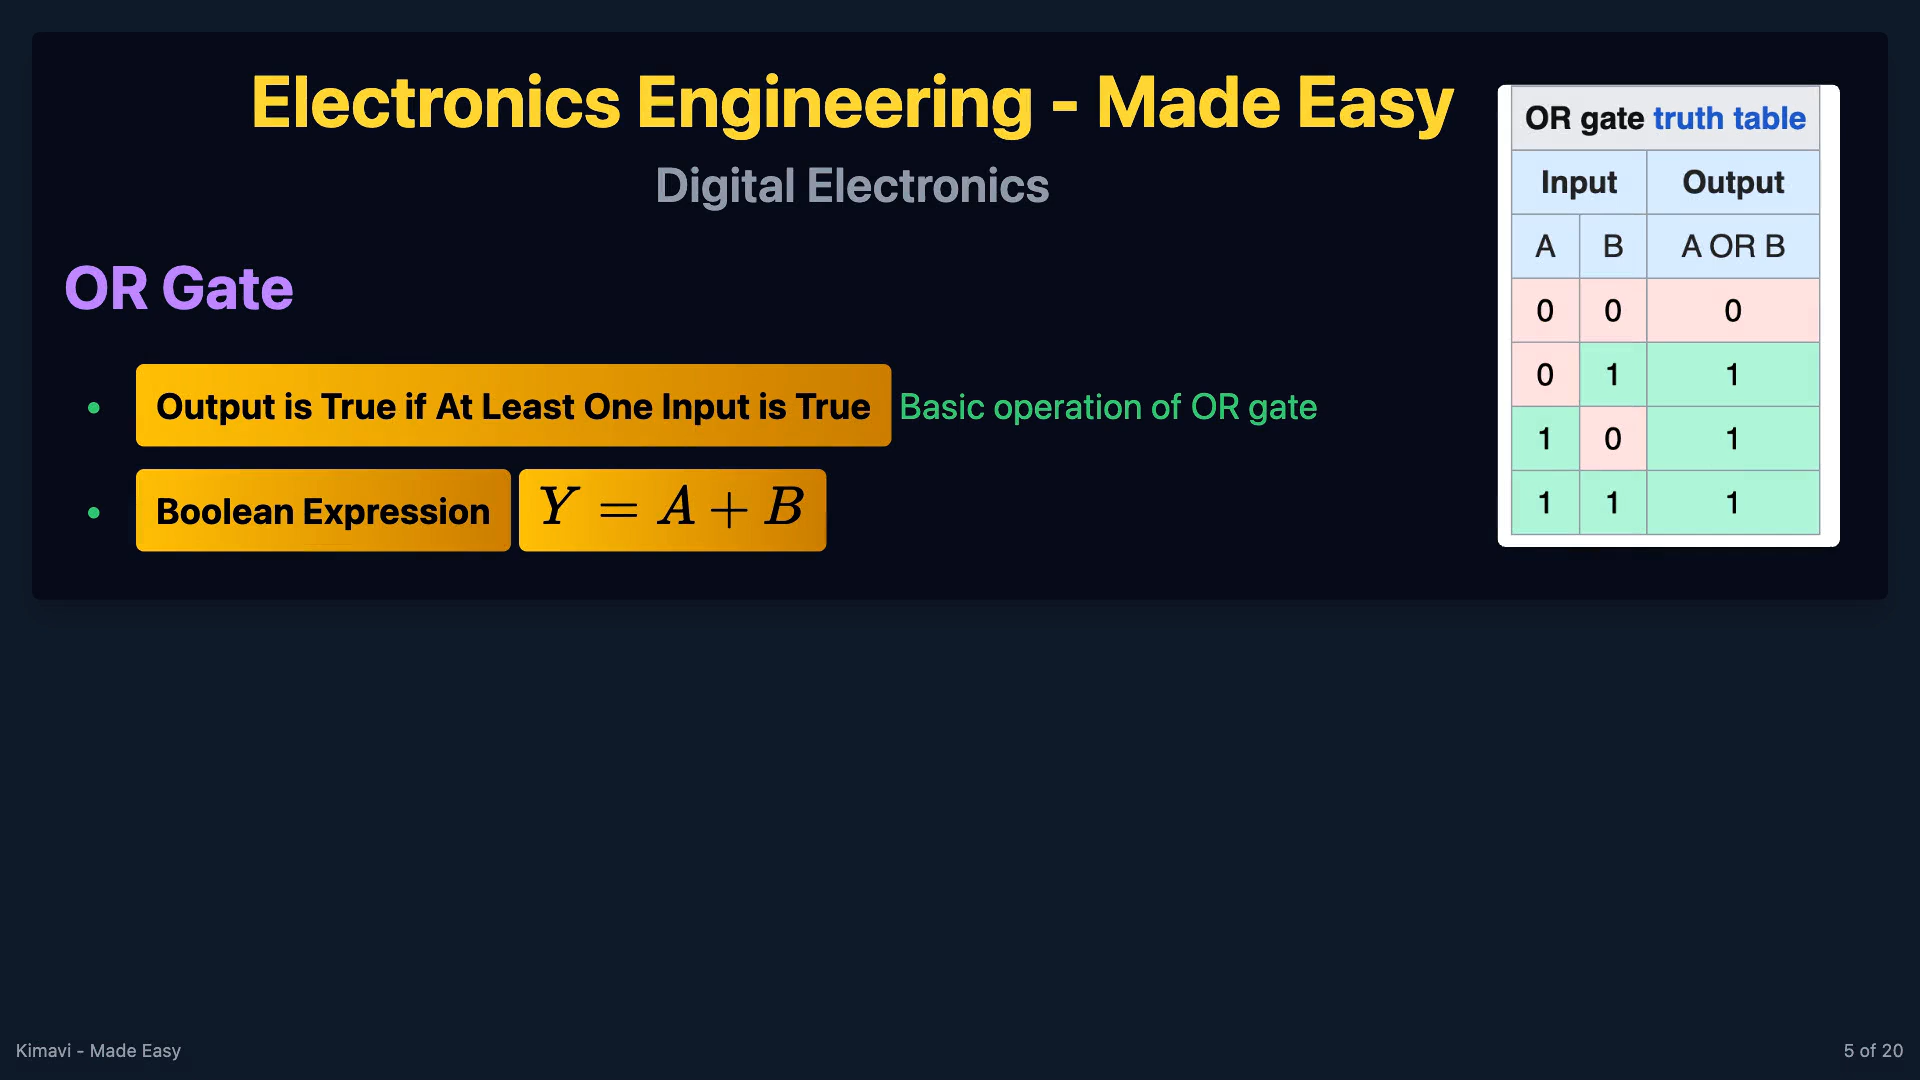 Electronics Engineering - Made Easy
Digital Electronics
OR Gate
• Output is True if At Least One Input is True Basic operation of OR gate
• Boolean Expression Y = A + B
OR gate truth table
Input Output
A B A OR B
0 0 0
0 1 1
1 0 1
1 1 1
Kimavi - Made Easy
5 of 20